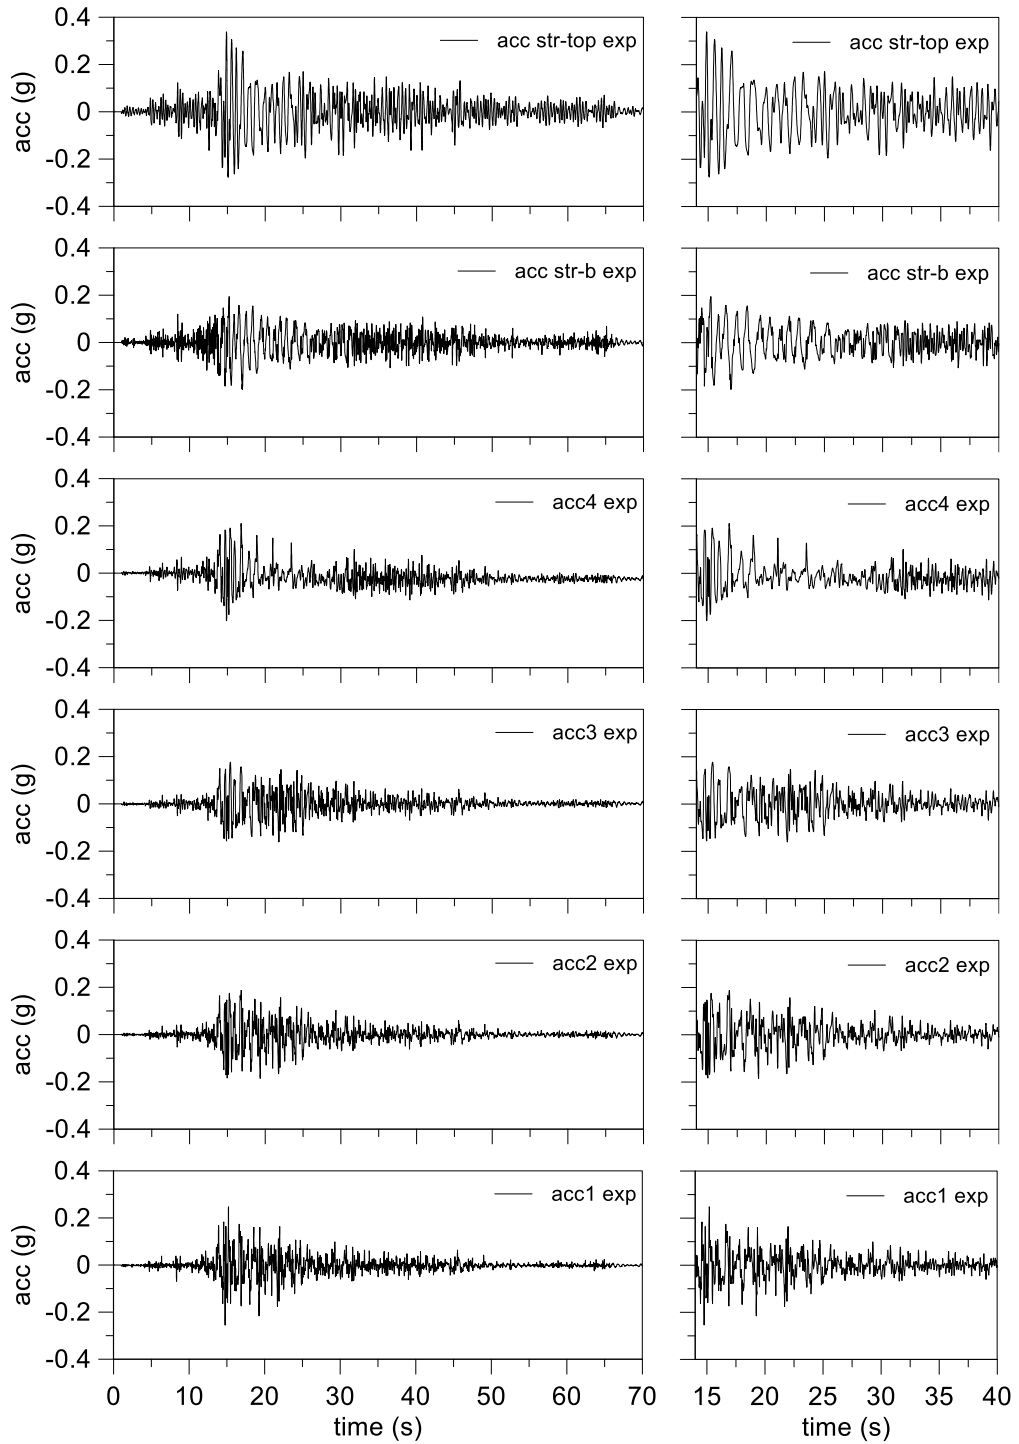 0.4
0.2
0
-0.2
-0.4
acc (g)
acc str-top exp
acc str-top exp
0.4
0.2
0
-0.2
-0.4
acc (g)
acc str-b exp
acc str-b exp
0.4
0.2
0
-0.2
-0.4
acc (g)
acc4 exp
acc4 exp
0.4
0.2
0
-0.2
-0.4
acc (g)
acc3 exp
acc3 exp
0.4
0.2
0
-0.2
-0.4
acc (g)
acc2 exp
acc2 exp
0.4
0.2
0
-0.2
-0.4
acc (g)
acc1 exp
acc1 exp
0 10 20 30 40 50 60 70
15 20 25 30 35 40
time (s)
time (s)